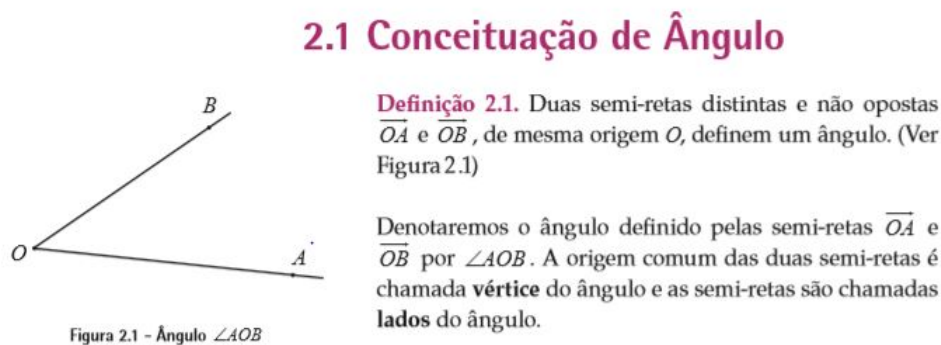 2.1 Conceituação de Ângulo
B
O
A
Figura 2.1 – Ângulo ∠AOB
Definição 2.1. Duas semi-retas distintas e não opostas
OA e OB, de mesma origem O, definem um ângulo. (Ver
Figura 2.1)
Denotaremos o ângulo definido pelas semi-retas OA e
OB por ∠AOB. A origem comum das duas semi-retas é
chamada vértice do ângulo e as semi-retas são chamadas
lados do ângulo.